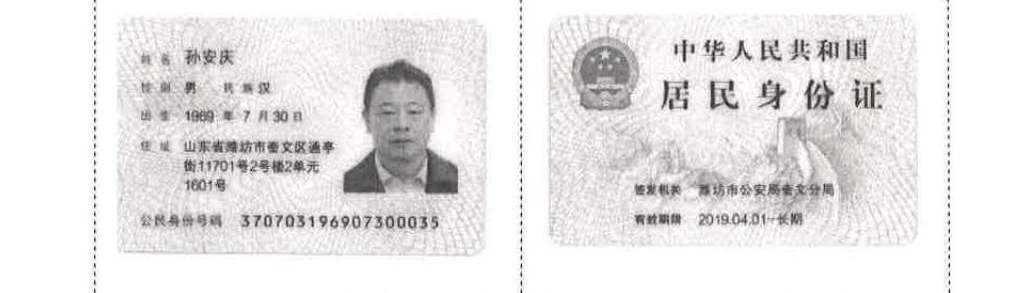 姓名 孙安庆
性别 男 民族 汉
出生 1969 年 7 月 30 日
住址 山东省潍坊市奎文区通亭
街11701号2号楼2单元
1601号
公民身份号码 370703196907300035
中华人民共和国
居民身份证
签发机关 潍坊市公安局奎文分局
有效期限 2019.04.01-长期